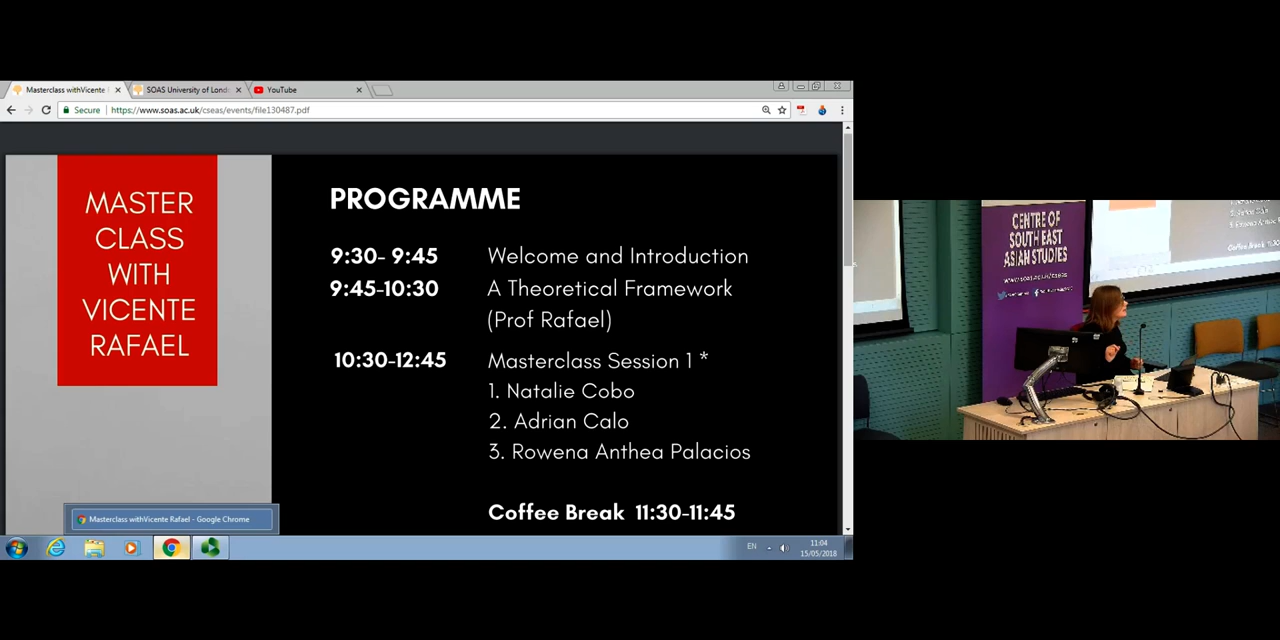 Masterclass withVicente
SOAS University of Lond
YouTube
Secure
https://www.soas.ac.uk/cseas/events/file130487.pdf
MASTER
CLASS
WITH
VICENTE
RAFAEL
PROGRAMME
9:30- 9:45 Welcome and Introduction
9:45-10:30 A Theoretical Framework
(Prof Rafael)
10:30-12:45 Masterclass Session 1 *
1. Natalie Cobo
2. Adrian Calo
3. Rowena Anthea Palacios
Coffee Break 11:30-11:45
Masterclass withVicente Rafael - Google Chrome
EN
11:04
15/05/2018
CENTRE OF
SOUTH EAST
ASIAN STUDIES
Coffee Break